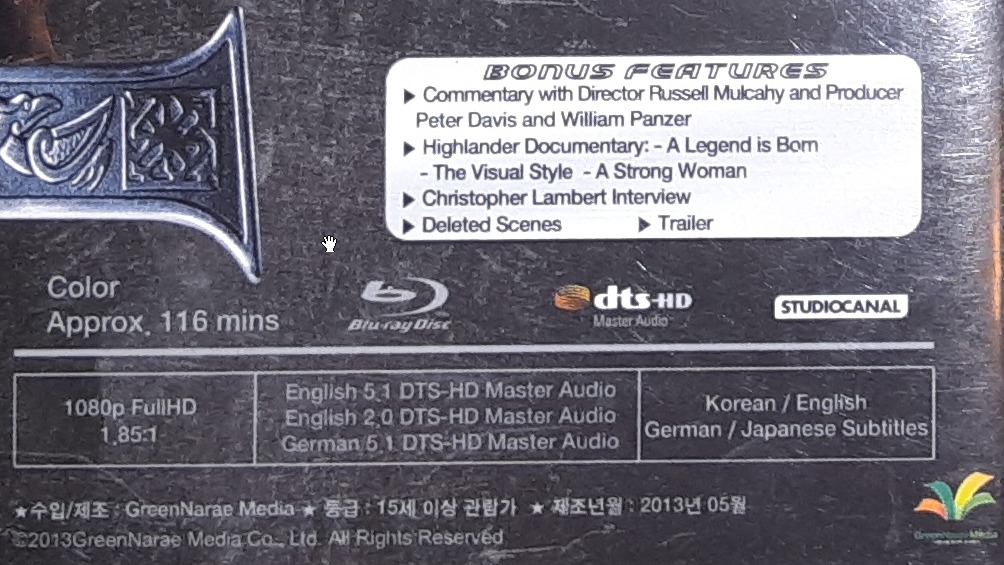 BONUS FEATURES
▶ Commentary with Director Russell Mulcahy and Producer
Peter Davis and William Panzer
▶ Highlander Documentary: - A Legend is Born
- The Visual Style - A Strong Woman
▶ Christopher Lambert Interview
▶ Deleted Scenes ▶ Trailer
Color
Approx. 116 mins
Blu-ray Disc
dts-HD
Master Audio
STUDIOCANAL
1080p FullHD
1.85:1
English 5.1 DTS-HD Master Audio
English 2.0 DTS-HD Master Audio
German 5.1 DTS-HD Master Audio
Korean / English
German / Japanese Subtitles
★수입/제조 : GreenNarae Media ★ 등급 : 15세 이상 관람가 ★ 제조년월 : 2013년 05월
©2013GreenNarae Media Co., Ltd. All Rights Reserved
GreenNarae Media